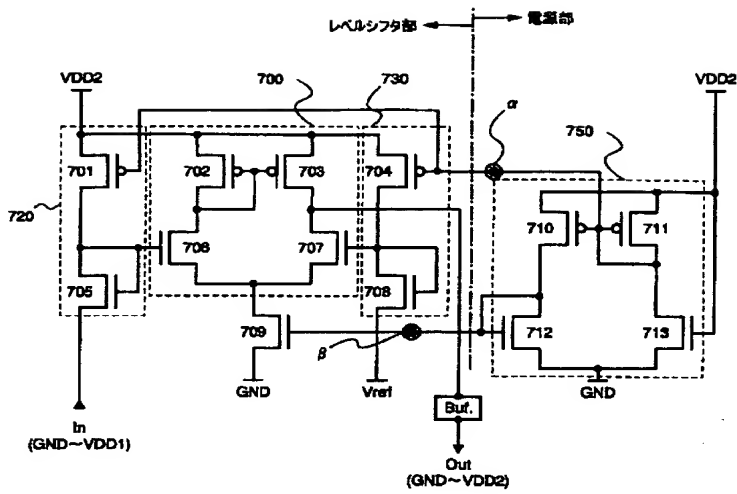 レベルシフタ部
電源部
VDD2
700
730
VDD2
α
750
701
702
703
704
710
711
720
706
707
705
708
709
712
713
β
GND
Vref
GND
Buf.
In
(GND～VDD1)
Out
(GND～VDD2)